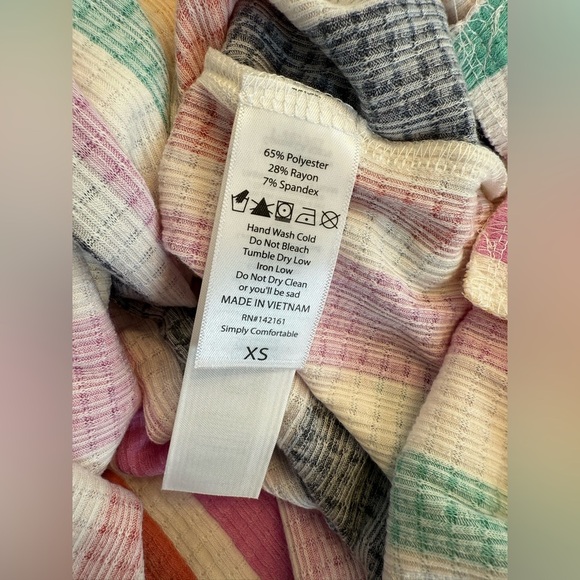 65% Polyester
28% Rayon
7% Spandex
Hand Wash Cold
Do Not Bleach
Tumble Dry Low
Iron Low
Do Not Dry Clean
or you'll be sad
MADE IN VIETNAM
RN#142161
Simply Comfortable
XS